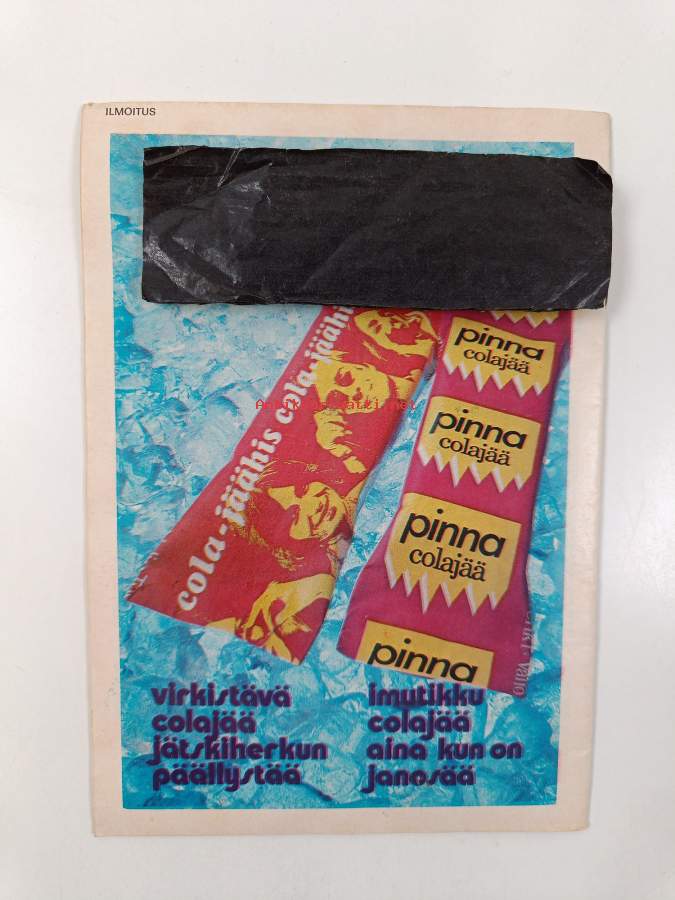 ILMOITUS
cola-jäähis cola-jäähis
pinna
colajää
pinna
colajää
pinna
colajää
pinna
virkistävä
colajää
jätskiherkun
päällystää
imutikku
colajää
aina kun on
janosää